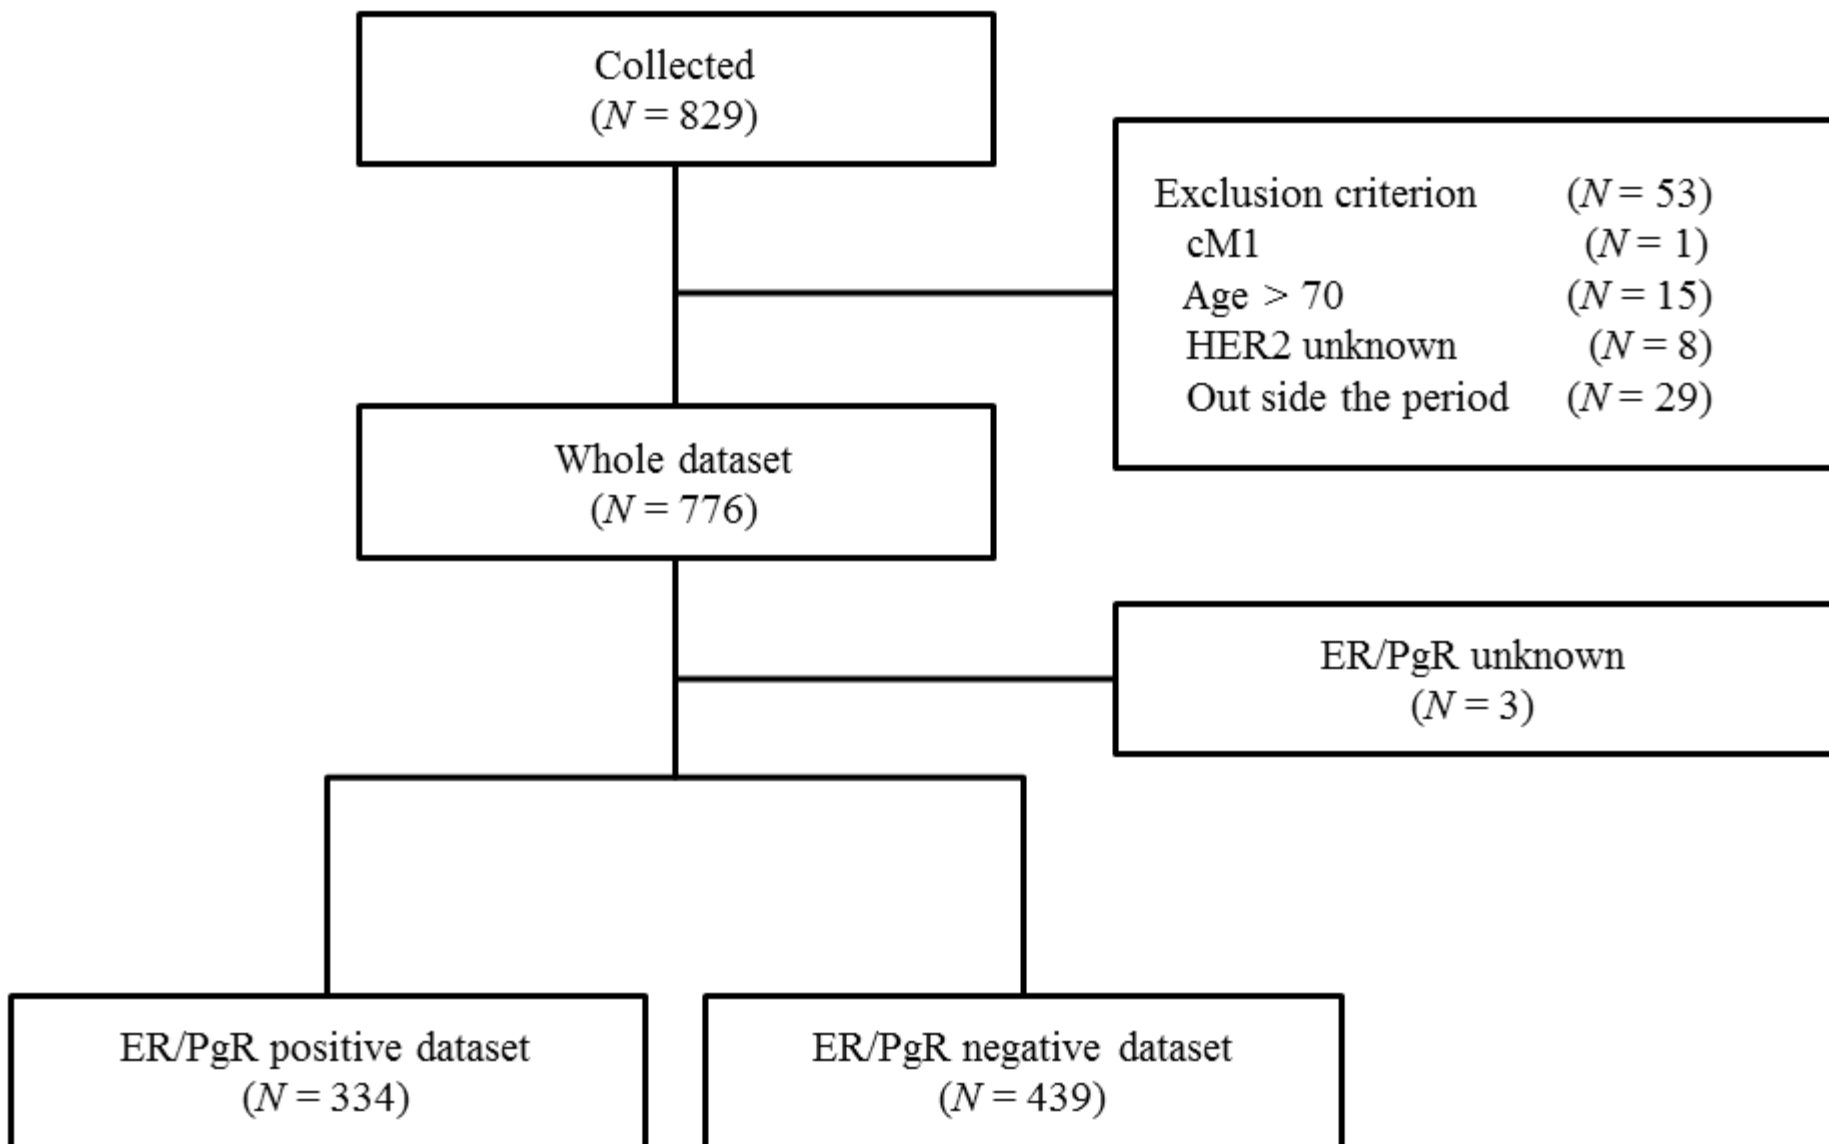 Collected
(N = 829)
Exclusion criterion (N = 53)
cM1 (N = 1)
Age > 70 (N = 15)
HER2 unknown (N = 8)
Out side the period (N = 29)
Whole dataset
(N = 776)
ER/PgR unknown
(N = 3)
ER/PgR positive dataset
(N = 334)
ER/PgR negative dataset
(N = 439)